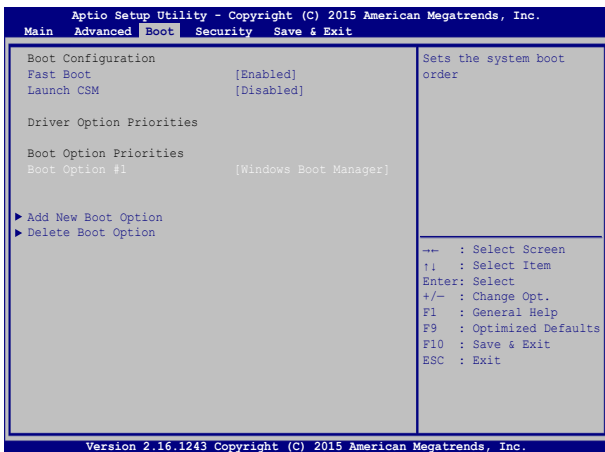 Aptio Setup Utility - Copyright (C) 2015 American Megatrends, Inc.
Main Advanced Boot Security Save & Exit
Boot Configuration
Fast Boot [Enabled]
Launch CSM [Disabled]
Driver Option Priorities
Boot Option Priorities
Boot Option #1 [Windows Boot Manager]
▶ Add New Boot Option
▶ Delete Boot Option
Sets the system boot
order
→← : Select Screen
↑↓ : Select Item
Enter: Select
+/— : Change Opt.
F1 : General Help
F9 : Optimized Defaults
F10 : Save & Exit
ESC : Exit
Version 2.16.1243 Copyright (C) 2015 American Megatrends, Inc.